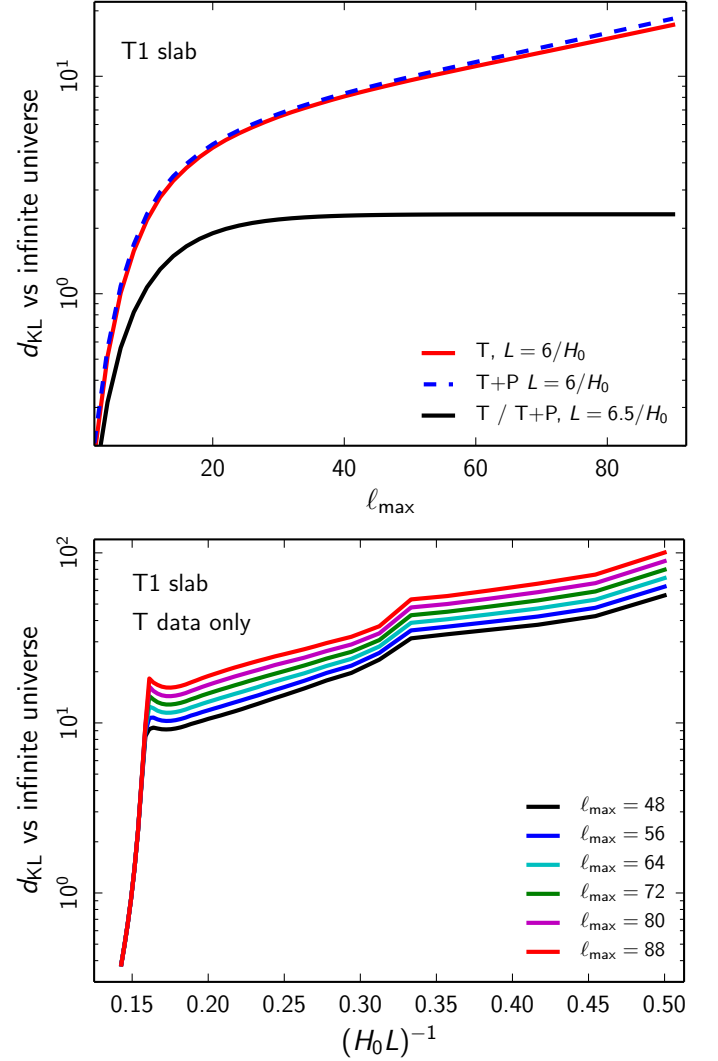 T1 slab
d_KL vs infinite universe
10^1
10^0
T, L = 6/H_0
T+P L = 6/H_0
T / T+P, L = 6.5/H_0
20 40 60 80
ℓ_max
T1 slab
T data only
d_KL vs infinite universe
10^2
10^1
10^0
ℓ_max = 48
ℓ_max = 56
ℓ_max = 64
ℓ_max = 72
ℓ_max = 80
ℓ_max = 88
0.15 0.20 0.25 0.30 0.35 0.40 0.45 0.50
(H_0L)^−1